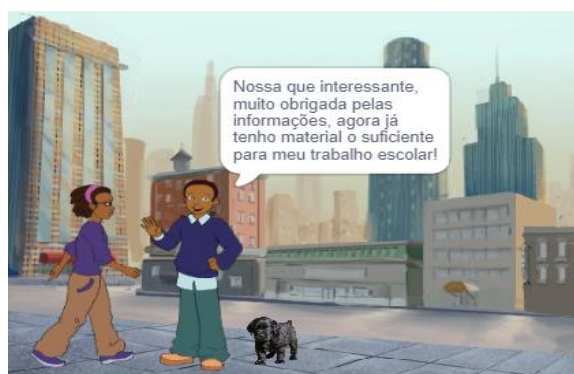 Nossa que interessante,
muito obrigada pelas
informações, agora já
tenho material o suficiente
para meu trabalho escolar!